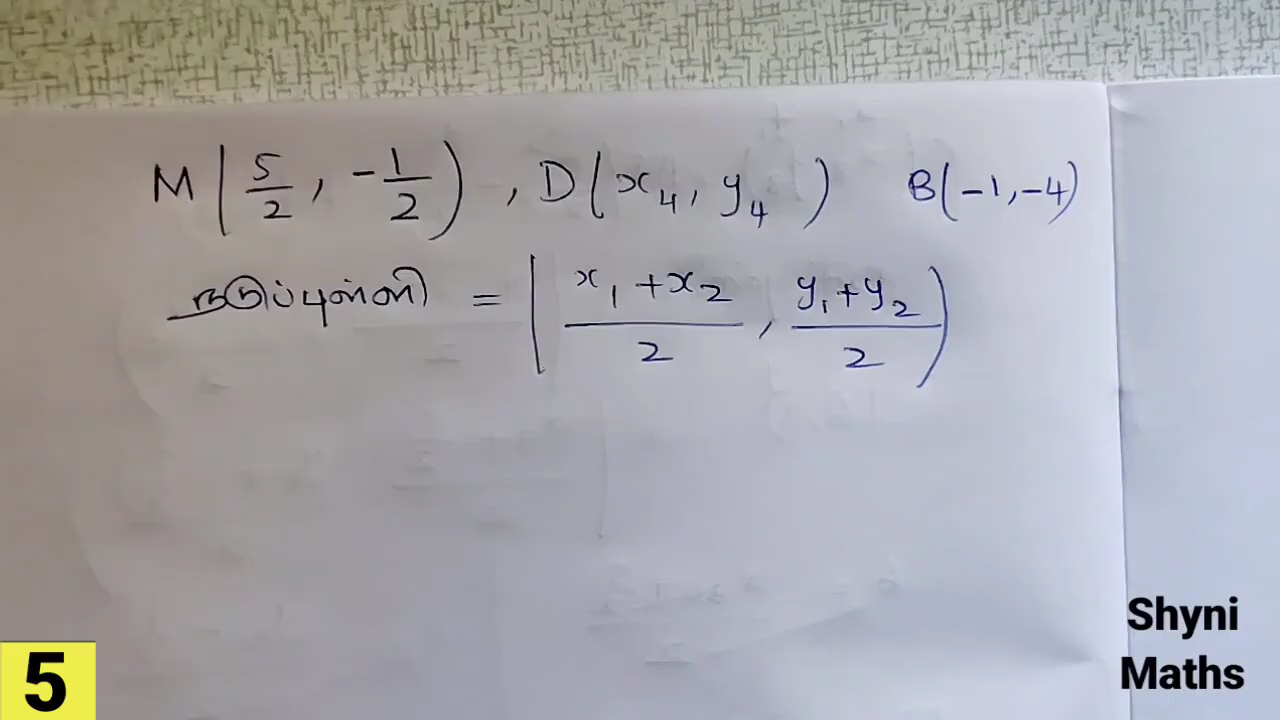 M(5/2, -1/2), D(x₄, y₄) B(-1, -4)
நடுப்புள்ளி = (x₁+x₂/2, y₁+y₂/2)
Shyni
Maths
5